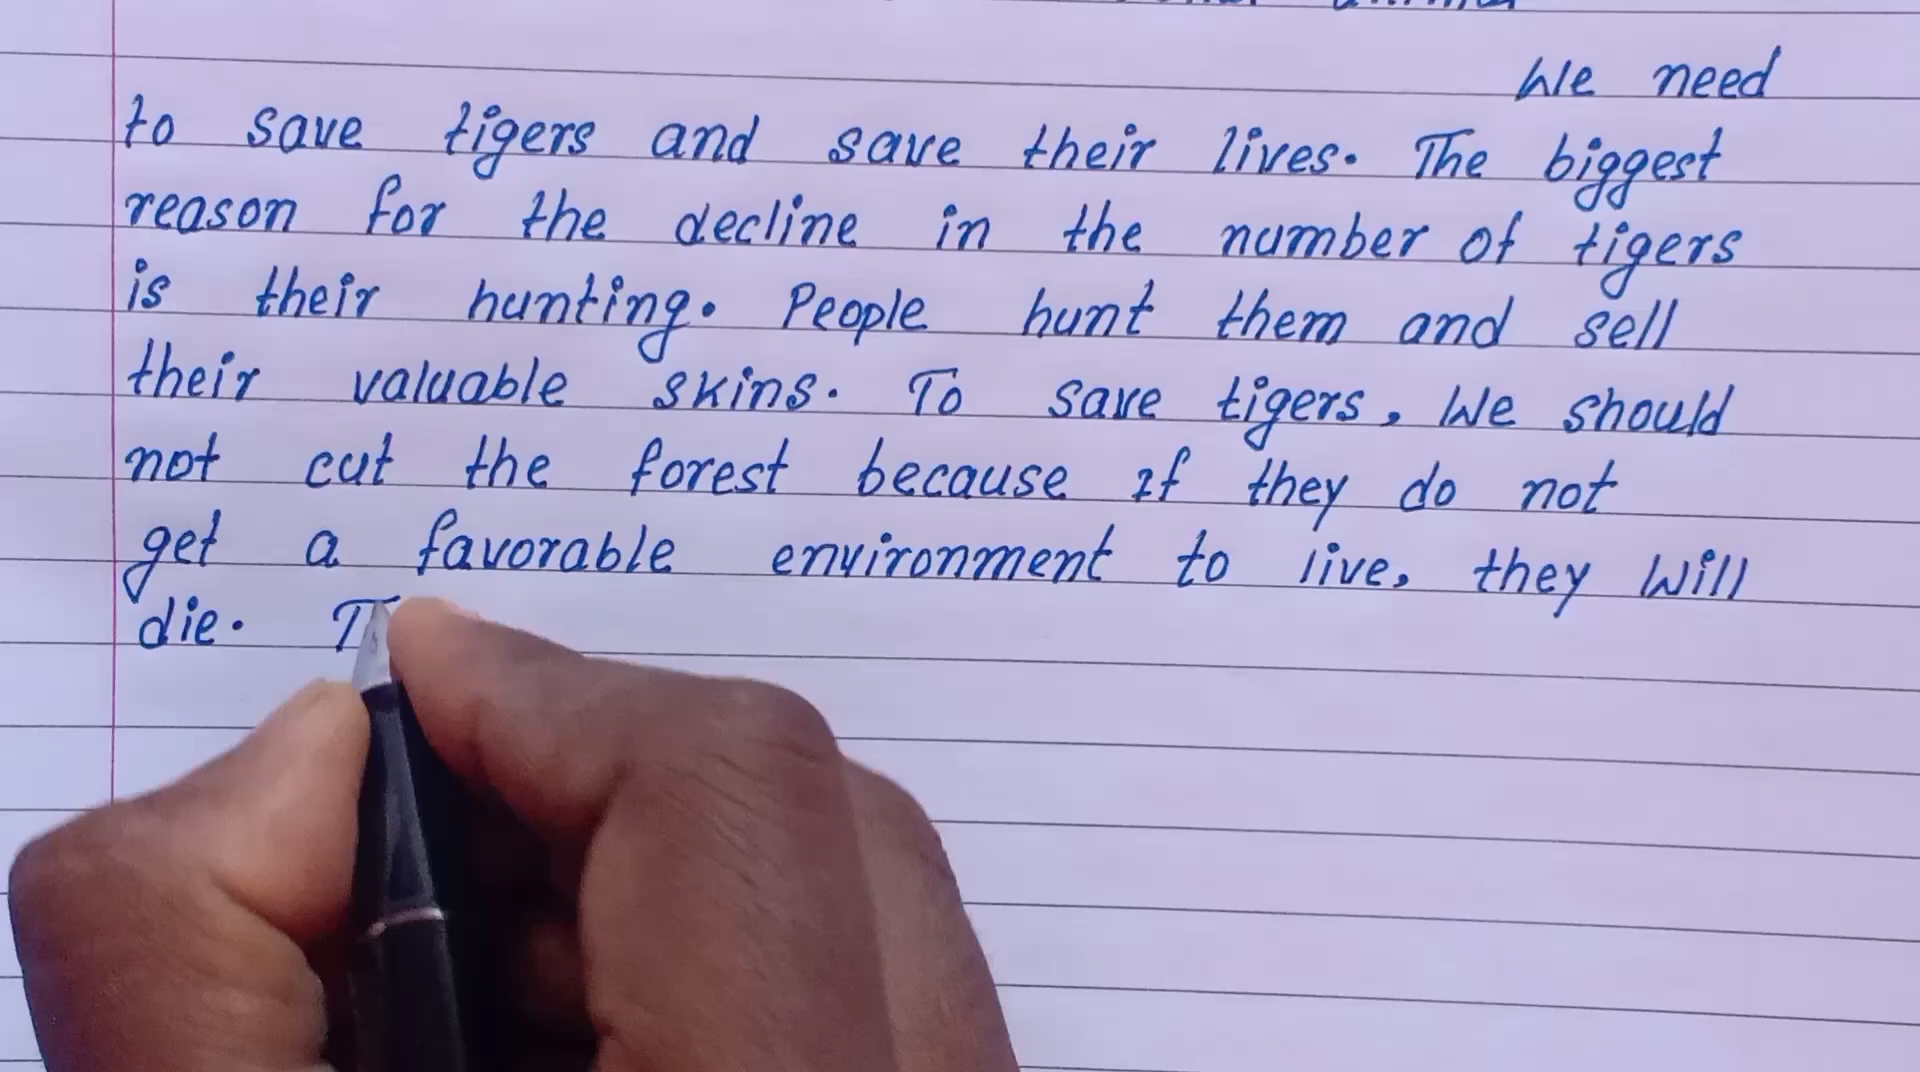 We need
to save tigers and save their lives. The biggest
reason for the decline in the number of tigers
is their hunting. People hunt them and sell
their valuable skins. To save tigers, We should
not cut the forest because if they do not
get a favorable environment to live, they Will
die. T